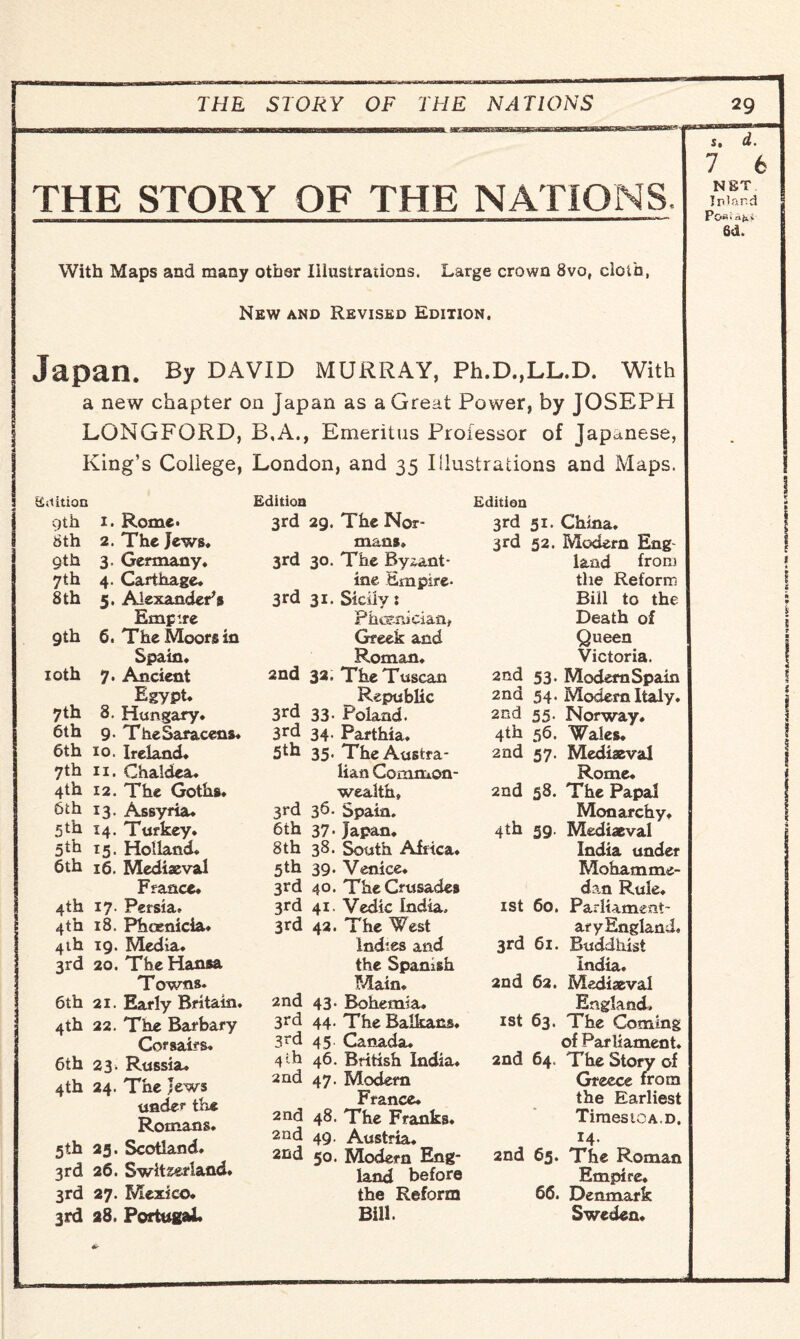 THE STORY OF THE NATIONS 29
THE STORY OF THE NATIONS.
With Maps and many other Illustrations. Large crown 8vo, cloth,
NEW AND REVISED EDITION.
Japan. By DAVID MURRAY, Ph.D.,LL.D. With
a new chapter on Japan as a Great Power, by JOSEPH
LONGFORD, B.A., Emeritus Professor of Japanese,
King's College, London, and 35 Illustrations and Maps.
Edition
9th 1. Rome.
8th 2. The Jews.
9th 3. Germany.
7th 4. Carthage.
8th 5. Alexander's
Empire
9th 6. The Moors in
Spain.
10th 7. Ancient
Egypt.
7th 8. Hungary.
6th 9. The Saracens.
6th 10. Ireland.
7th 11. Chaldea.
4th 12. The Goths.
6th 13. Assyria.
5th 14. Turkey.
5th 15. Holland.
6th 16. Mediæval
France.
4th 17. Persia.
4th 18. Phœnicia.
4th 19. Media.
3rd 20. The Hansa
Towns.
6th 21. Early Britain.
4th 22. The Barbary
Corsairs.
6th 23. Russia.
4th 24. The Jews
under the
Romans.
5th 25. Scotland.
3rd 26. Switzerland.
3rd 27. Mexico.
3rd 28. Portugal.
Edition
3rd 29. The Nor-
mans.
3rd 30. The Byzant-
ine Empire.
3rd 31. Sicily:
Phœnician,
Greek and
Roman.
2nd 32. The Tuscan
Republic
3rd 33. Poland.
3rd 34. Parthia.
5th 35. The Austra-
lian Common-
wealth,
3rd 36. Spain.
6th 37. Japan.
8th 38. South Africa.
5th 39. Venice.
3rd 40. The Crusades
3rd 41. Vedic India.
3rd 42. The West
Indies and
the Spanish
Main.
2nd 43. Bohemia.
3rd 44. The Balkans.
3rd 45 Canada.
4th 46. British India.
2nd 47. Modern
France.
2nd 48. The Franks.
2nd 49. Austria.
2nd 50. Modern Eng-
land before
the Reform
Bill.
Edition
3rd 51. China.
3rd 52. Modern Eng-
land from
the Reform
Bill to the
Death of
Queen
Victoria.
2nd 53. Modern Spain
2nd 54. Modern Italy.
2nd 55. Norway.
4th 56. Wales.
2nd 57. Mediæval
Rome.
2nd 58. The Papal
Monarchy.
4th 59. Mediæval
India under
Mohamme-
dan Rule.
1st 60. Parliament-
ary England.
3rd 61. Buddhist
India.
2nd 62. Mediæval
England.
1st 63. The Coming
of Parliament.
2nd 64. The Story of
Greece from
the Earliest
Times to A.D.
14.
2nd 65. The Roman
Empire.
66. Denmark
Sweden.
s. d.
7 6
NET
Inland
Postage
6d.